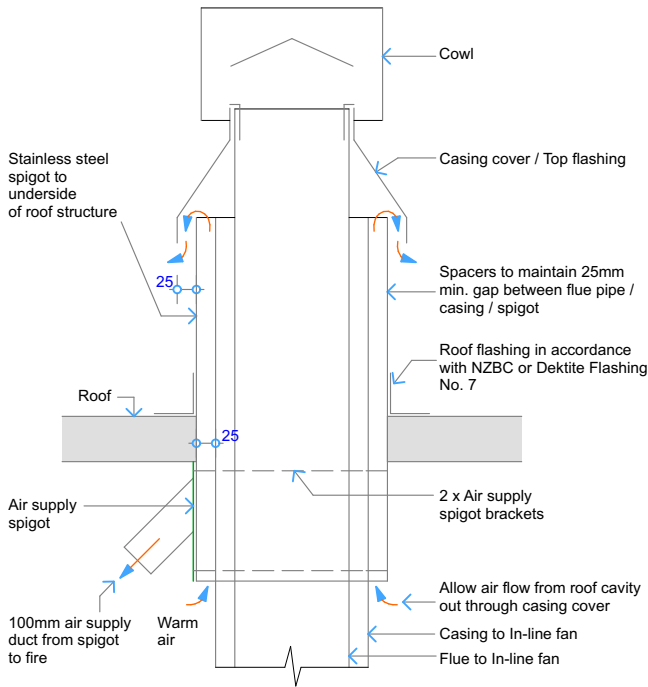 Cowl
Stainless steel
spigot to
underside
of roof structure
Casing cover / Top flashing
25
Spacers to maintain 25mm
min. gap between flue pipe /
casing / spigot
Roof flashing in accordance
with NZBC or Dektite Flashing
No. 7
Roof
25
Air supply
spigot
2 x Air supply
spigot brackets
100mm air supply
duct from spigot
to fire
Warm
air
Allow air flow from roof cavity
out through casing cover
Casing to In-line fan
Flue to In-line fan